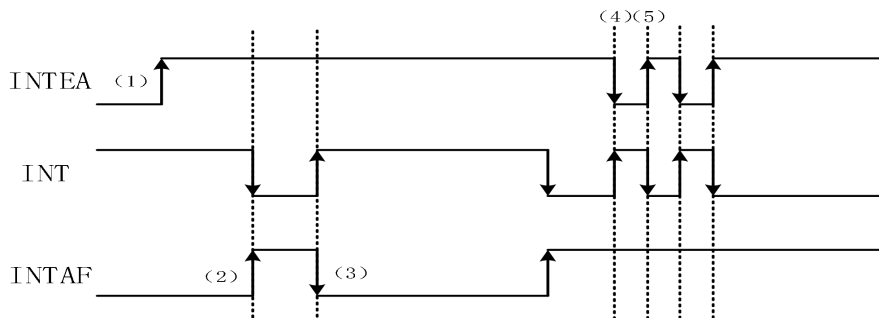 (4)(5)
INTEA (1)
INT
INTAF (2) (3)